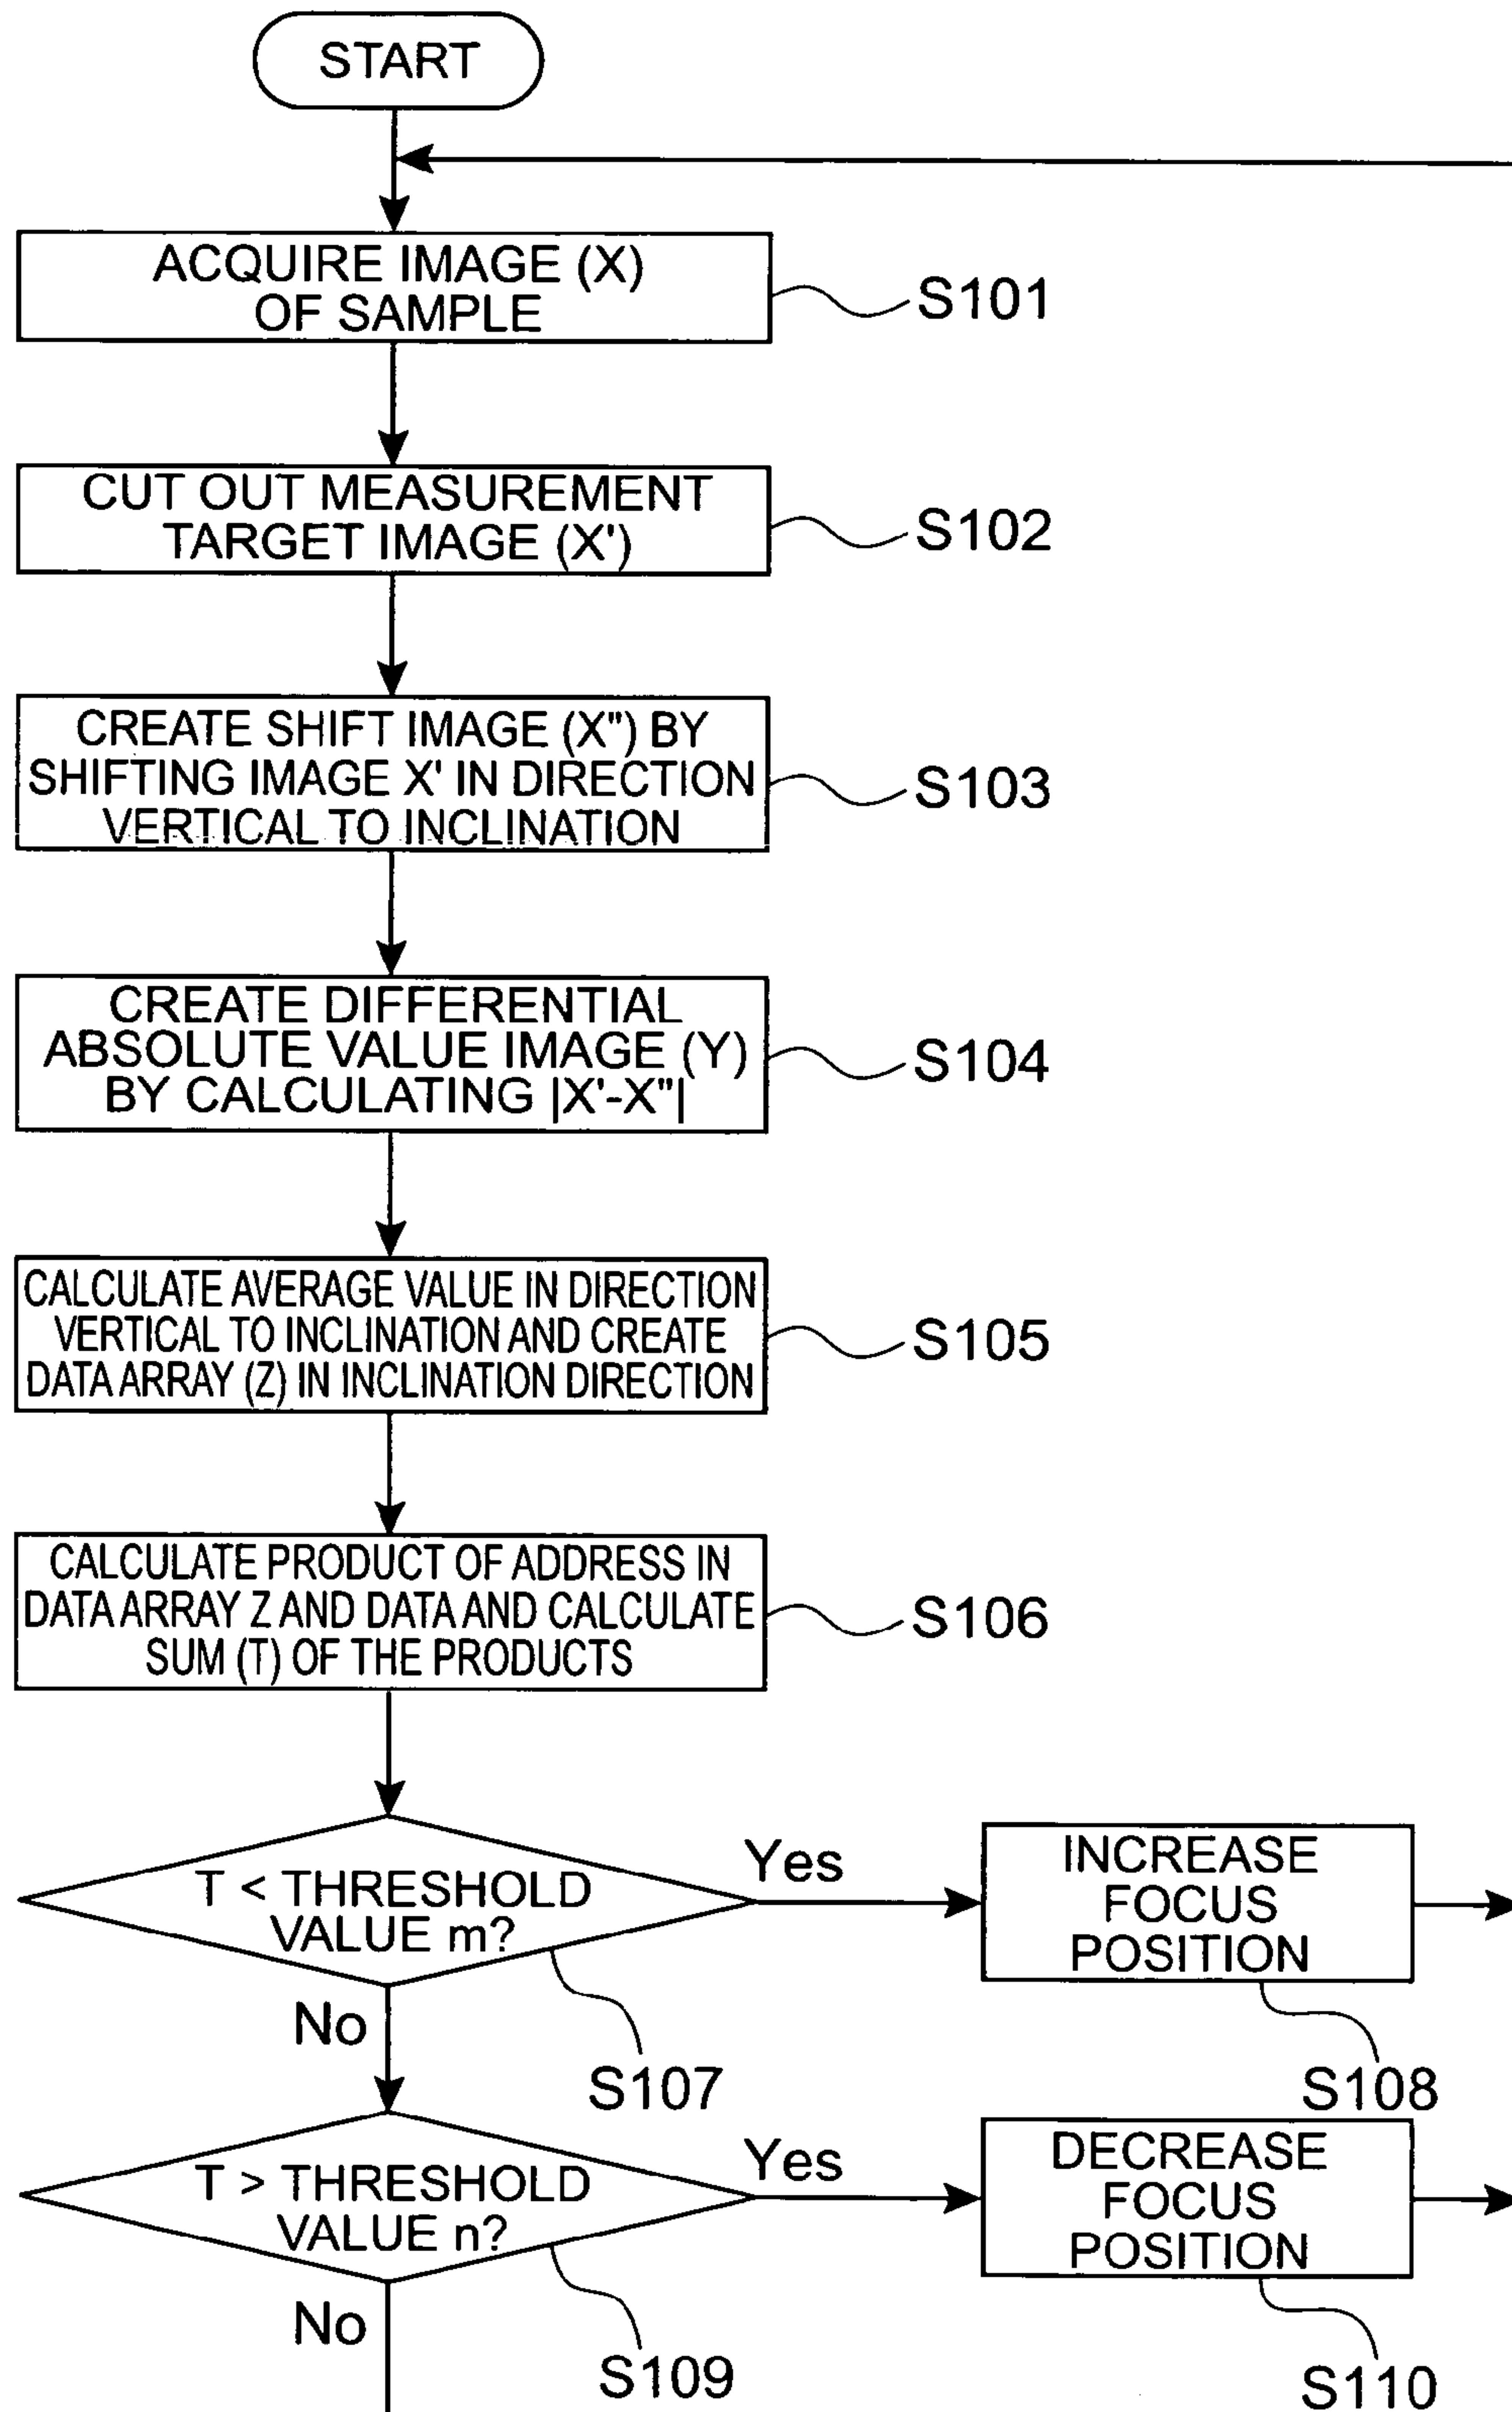 START
ACQUIRE IMAGE (X)
OF SAMPLE
S101
CUT OUT MEASUREMENT
TARGET IMAGE (X')
S102
CREATE SHIFT IMAGE (X") BY
SHIFTING IMAGE X' IN DIRECTION
VERTICAL TO INCLINATION
S103
CREATE DIFFERENTIAL
ABSOLUTE VALUE IMAGE (Y)
BY CALCULATING |X'-X"|
S104
CALCULATE AVERAGE VALUE IN DIRECTION
VERTICAL TO INCLINATION AND CREATE
DATA ARRAY (Z) IN INCLINATION DIRECTION
S105
CALCULATE PRODUCT OF ADDRESS IN
DATA ARRAY Z AND DATA AND CALCULATE
SUM (T) OF THE PRODUCTS
S106
T < THRESHOLD
VALUE m?
Yes
INCREASE
FOCUS
POSITION
No
S107
S108
T > THRESHOLD
VALUE n?
Yes
DECREASE
FOCUS
POSITION
No
S109
S110